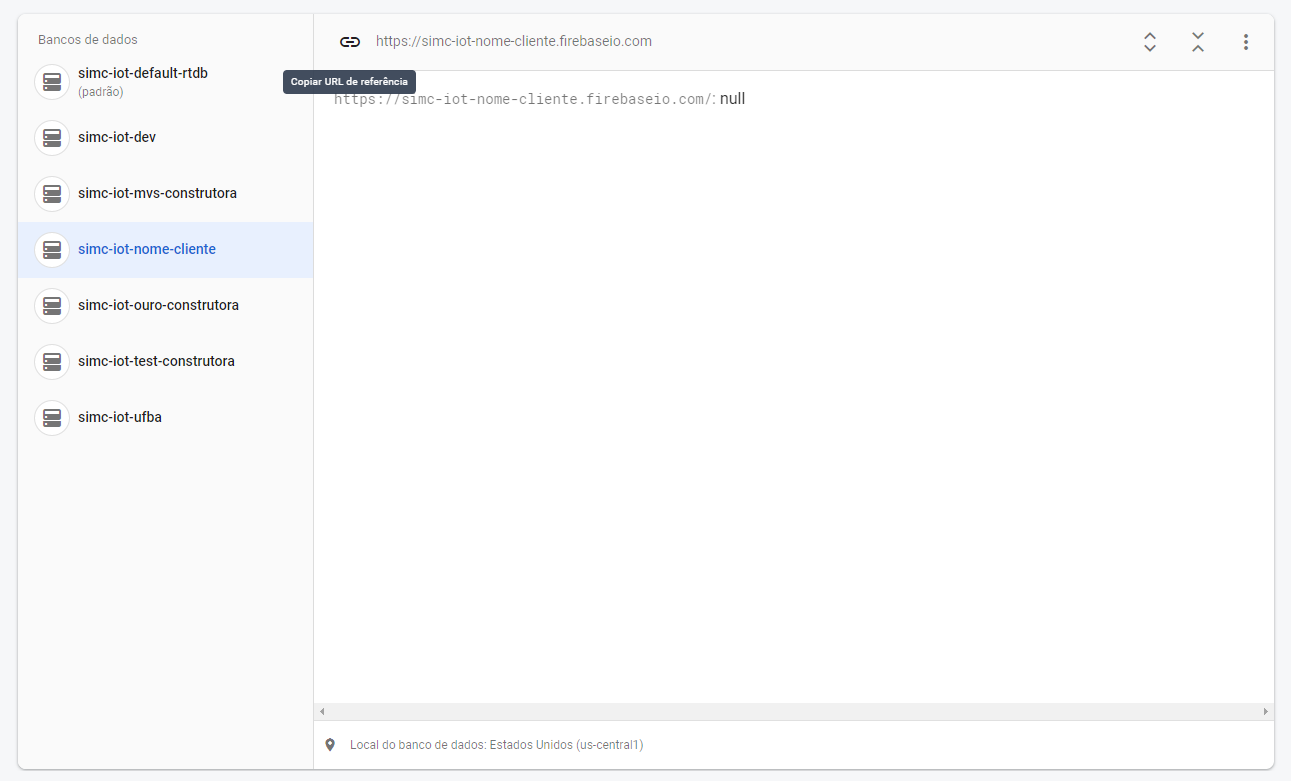 Bancos de dados
simc-iot-default-rtdb
(padrão)
simc-iot-dev
simc-iot-mvs-construtora
simc-iot-nome-cliente
simc-iot-ouro-construtora
simc-iot-test-construtora
simc-iot-ufba
https://simc-iot-nome-cliente.firebaseio.com
Copiar URL de referência
https://simc-iot-nome-cliente.firebaseio.com/: null
Local do banco de dados: Estados Unidos (us-central1)